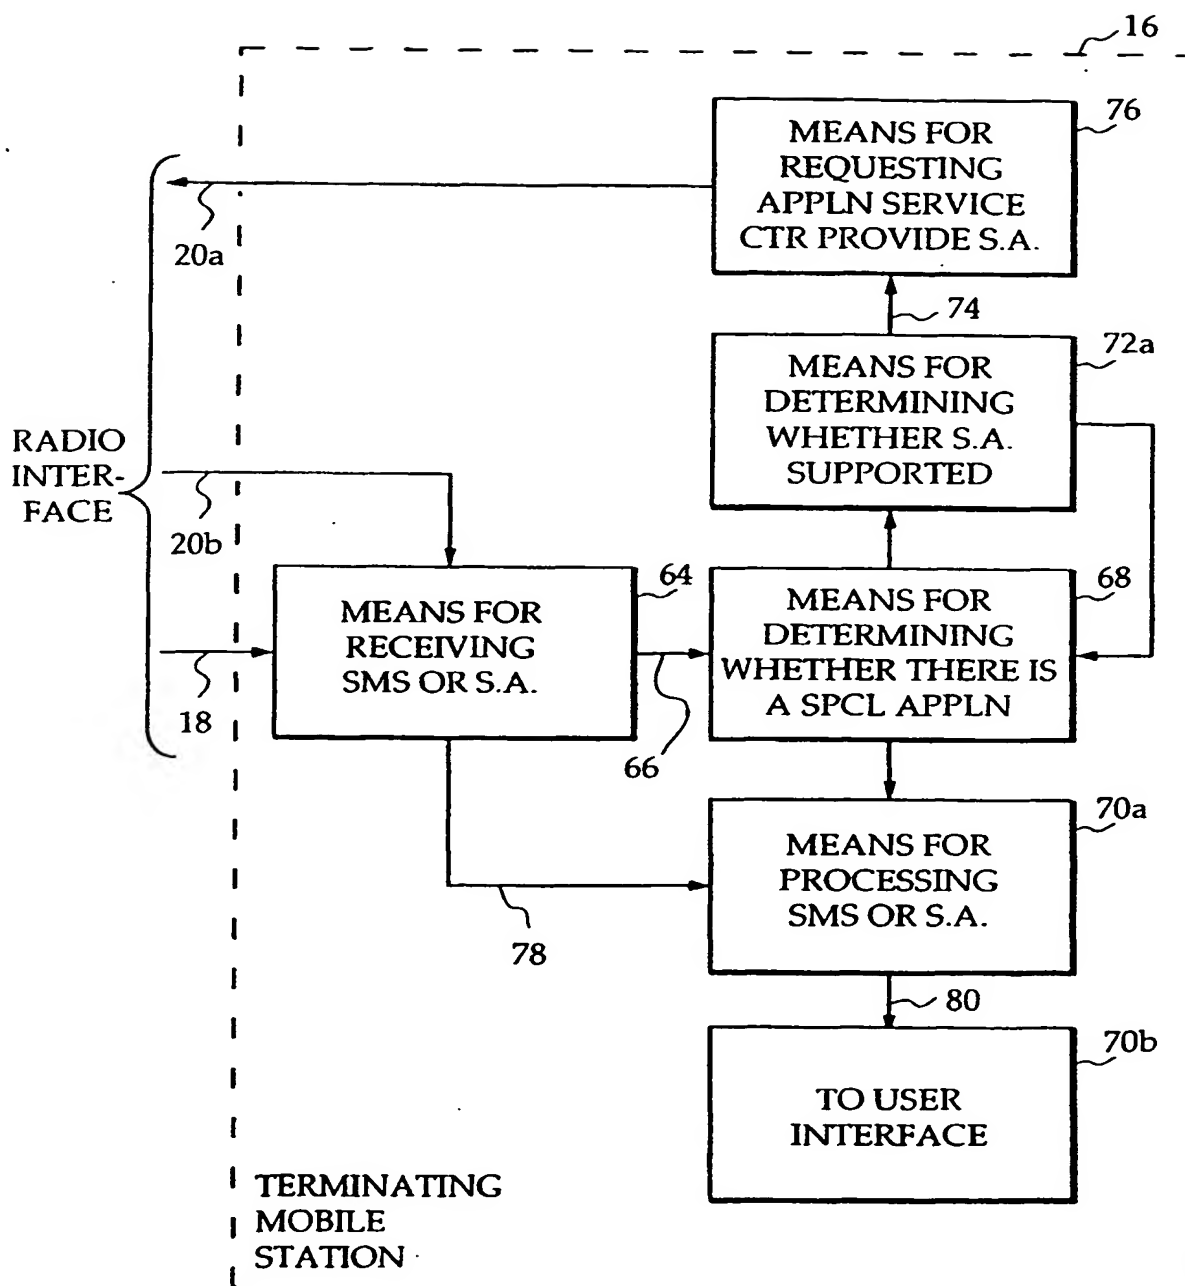 16
MEANS FOR
REQUESTING
APPLN SERVICE
CTR PROVIDE S.A.
76
20a
74
MEANS FOR
DETERMINING
WHETHER S.A.
SUPPORTED
72a
RADIO
INTER-
FACE
20b
MEANS FOR
RECEIVING
SMS OR S.A.
64
MEANS FOR
DETERMINING
WHETHER THERE IS
A SPCL APPLN
68
18
66
MEANS FOR
PROCESSING
SMS OR S.A.
70a
78
80
TO USER
INTERFACE
70b
TERMINATING
MOBILE
STATION